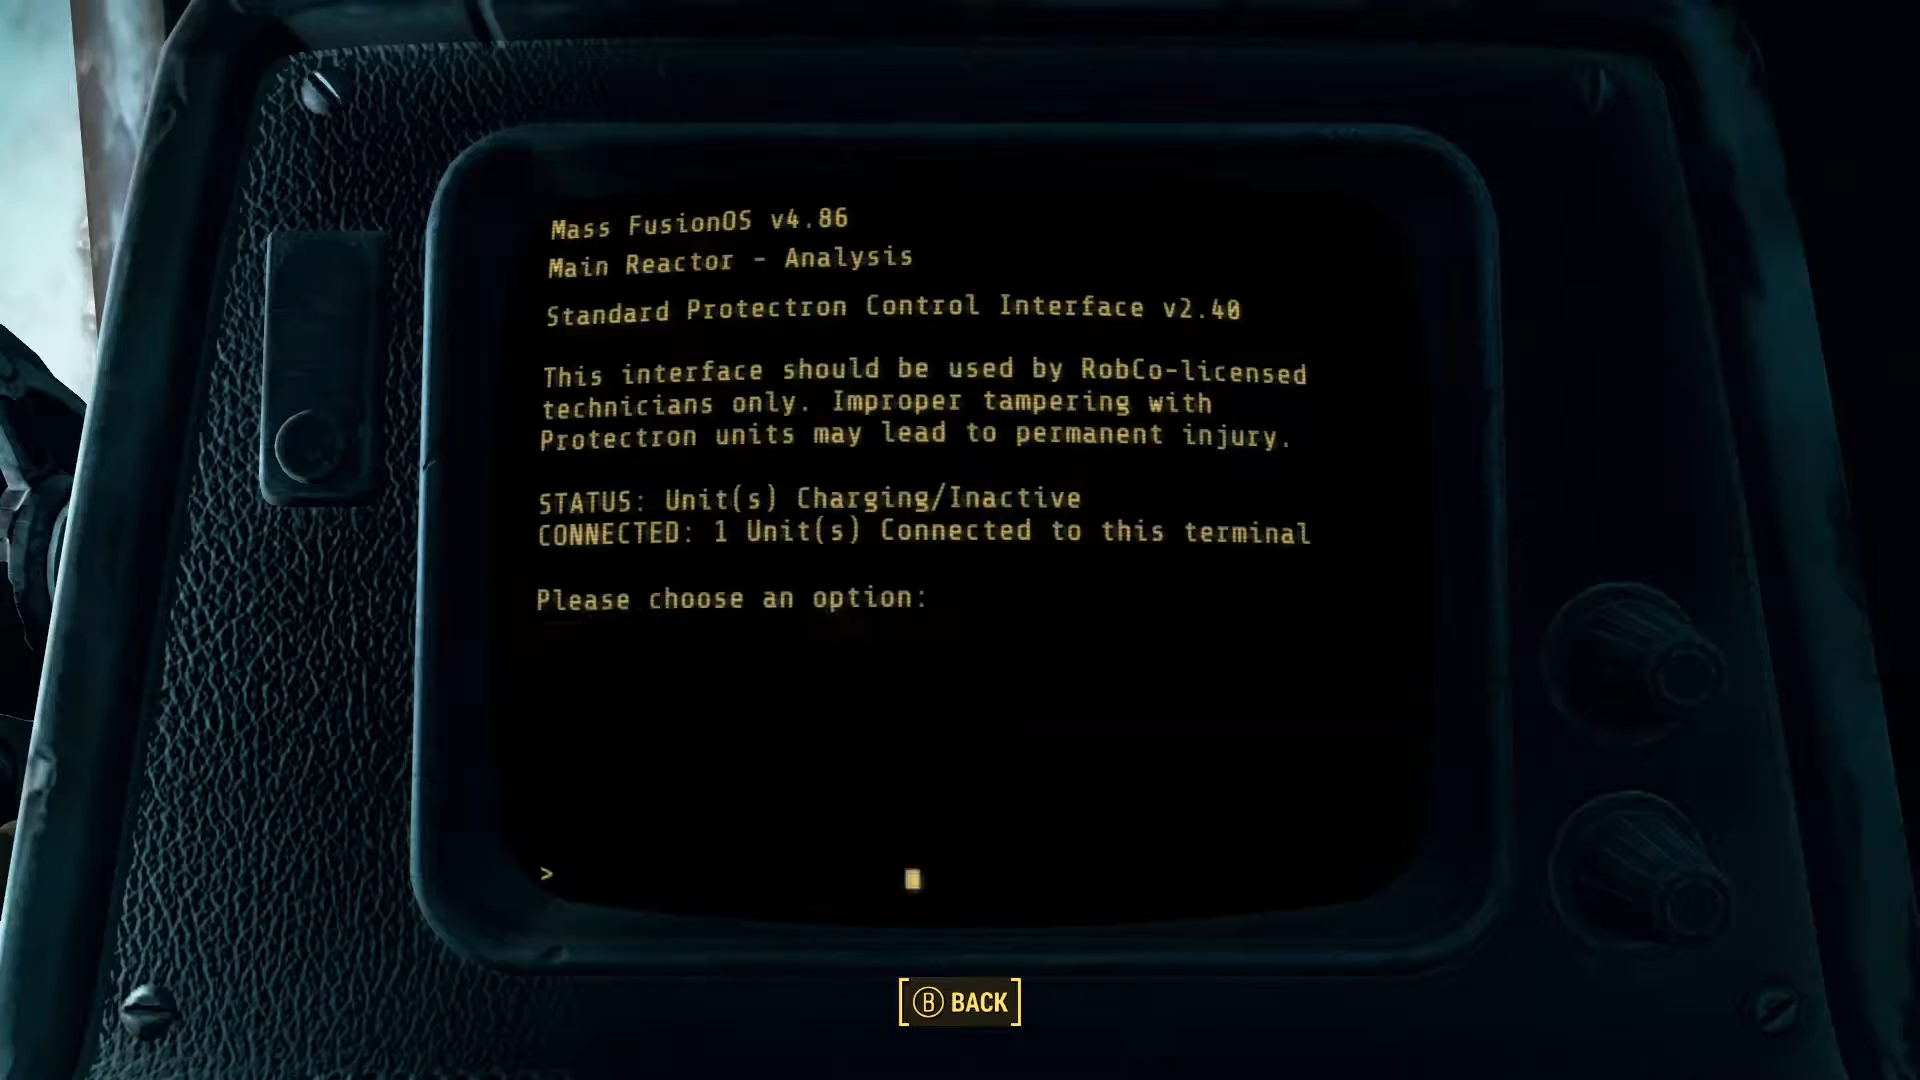 Mass FusionOS v4.86
Main Reactor - Analysis
Standard Protectron Control Interface v2.40
This interface should be used by RobCo-licensed
technicians only. Improper tampering with
Protectron units may lead to permanent injury.
STATUS: Unit(s) Charging/Inactive
CONNECTED: 1 Unit(s) Connected to this terminal
Please choose an option:
>
B BACK